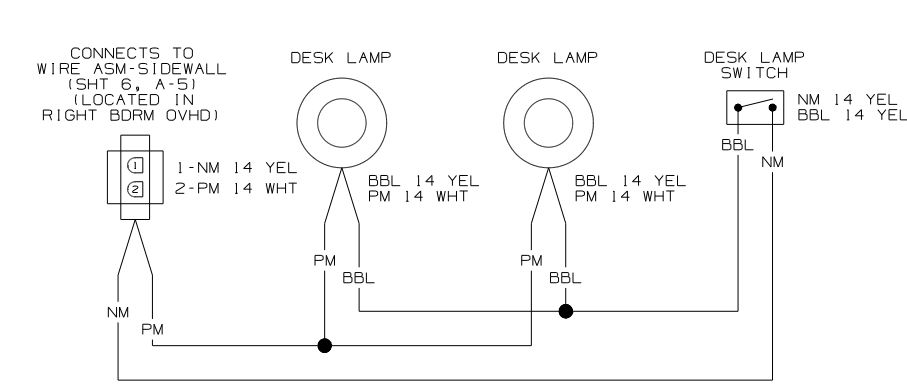 CONNECTS TO
WIRE ASM-SIDEWALL
(SHT 6, A-5)
(LOCATED IN
RIGHT BDRM OVHD)
DESK LAMP
DESK LAMP
DESK LAMP
SWITCH
NM 14 YEL
BBL 14 YEL
1
2
1-NM 14 YEL
2-PM 14 WHT
BBL 14 YEL
PM 14 WHT
BBL 14 YEL
PM 14 WHT
BBL
NM
PM
BBL
PM
BBL
NM
PM